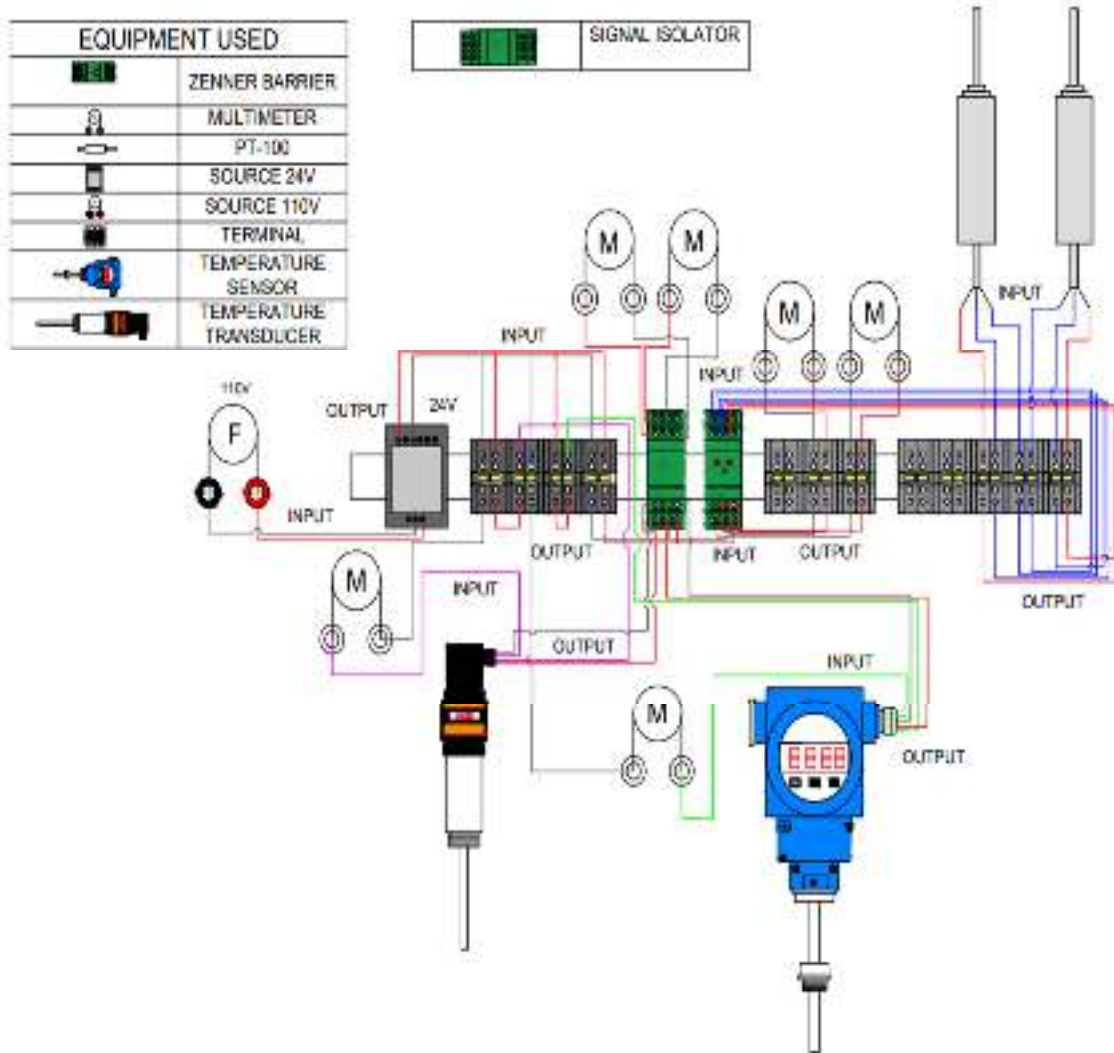 EQUIPMENT USED
ZENNER BARRIER
MULTIMETER
PT-100
SOURCE 24V
SOURCE 110V
TERMINAL
TEMPERATURE
SENSOR
TEMPERATURE
TRANSDUCER
SIGNAL ISOLATOR
M
M
INPUT
M
M
INPUT
INPUT
110V
F
OUTPUT
24V
INPUT
OUTPUT
INPUT
OUTPUT
OUTPUT
M
INPUT
OUTPUT
INPUT
M
OUTPUT
EEEE